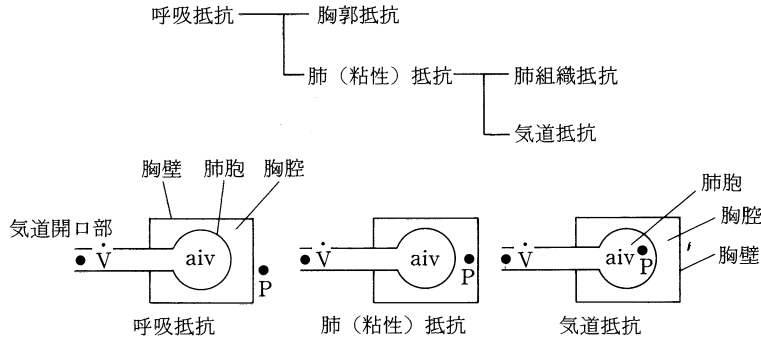 呼吸抵抗 胸郭抵抗
肺（粘性）抵抗 肺組織抵抗
気道抵抗
胸壁 肺胞 胸腔
気道開口部
V̇ aiv P
呼吸抵抗
V̇ aiv P
肺（粘性）抵抗
肺胞
胸腔
胸壁
V̇ aiv P
気道抵抗